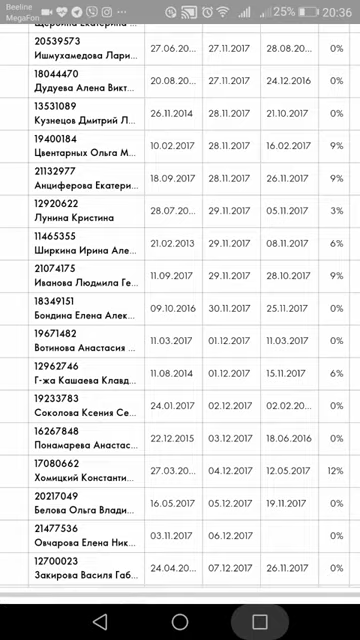 Beeline
MegaFon
25% 20:36
Щербина Екатерина
20539573
Ишмухамедова Лари... 27.06.20... 27.11.2017 28.08.20... 0%
18044470
Дудуева Алена Викт... 20.08.20... 27.11.2017 24.12.2016 0%
13531089
Кузнецов Дмитрий Л... 26.11.2014 28.11.2017 21.10.2017 0%
19400184
Цвентарных Ольга М... 10.02.2017 28.11.2017 16.02.2017 9%
21132977
Анциферова Екатери... 18.09.2017 28.11.2017 26.11.2017 9%
12920622
Лунина Кристина 28.07.20... 29.11.2017 05.11.2017 3%
11465355
Ширкина Ирина Але... 21.02.2013 29.11.2017 08.11.2017 6%
21074175
Иванова Людмила Ге... 11.09.2017 29.11.2017 28.10.2017 9%
18349151
Бондина Елена Алек... 09.10.2016 30.11.2017 25.11.2017 0%
19671482
Вотинова Анастасия ... 11.03.2017 01.12.2017 11.03.2017 0%
12962746
Г-жа Кашаева Клавд... 11.08.2014 01.12.2017 15.11.2017 6%
19233783
Соколова Ксения Се... 24.01.2017 02.12.2017 02.02.20... 0%
16267848
Понамарева Анастас... 22.12.2015 03.12.2017 18.06.2016 0%
17080662
Хомицкий Константи... 27.03.20... 04.12.2017 12.05.2017 12%
20217049
Белова Ольга Влади... 16.05.2017 05.12.2017 19.11.2017 0%
21477536
Овчарова Елена Ник... 03.11.2017 06.12.2017 0%
12700023
Закирова Василя Габ... 24.04.20... 07.12.2017 26.11.2017 0%